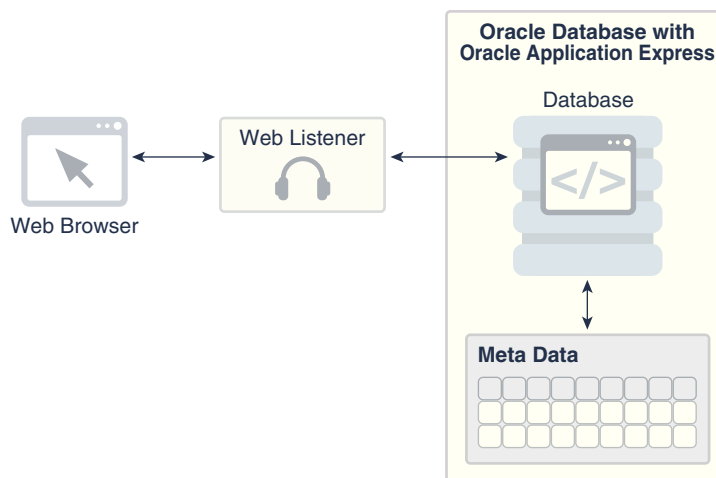 Oracle Database with
Oracle Application Express
Database
Web Listener
</>
Web Browser
Meta Data